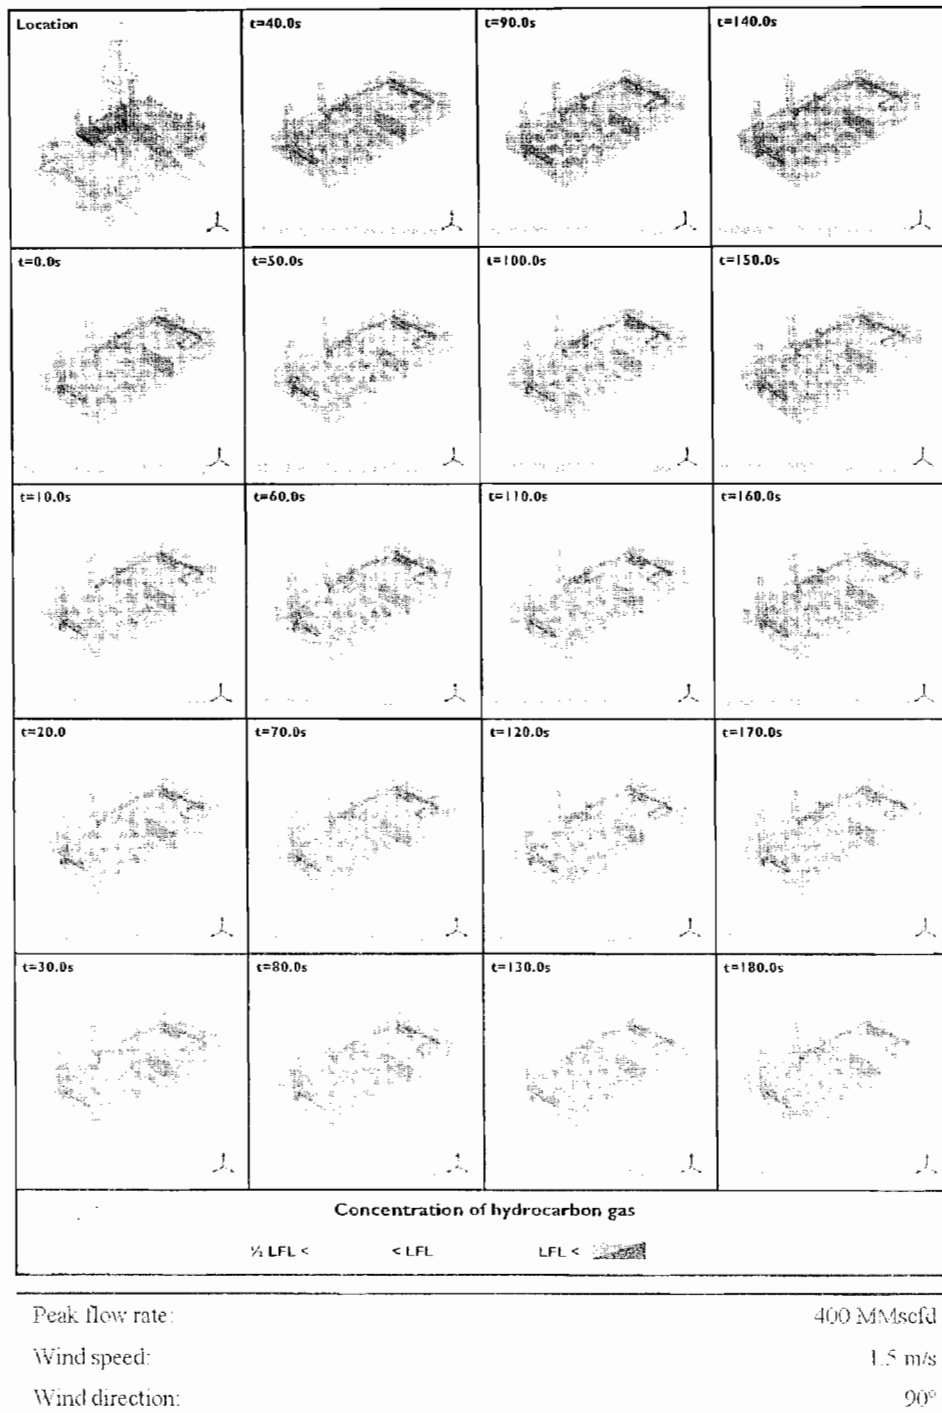 Location
t=40.0s
t=90.0s
t=140.0s
t=0.0s
t=50.0s
t=100.0s
t=150.0s
t=10.0s
t=60.0s
t=110.0s
t=160.0s
t=20.0
t=70.0s
t=120.0s
t=170.0s
t=30.0s
t=80.0s
t=130.0s
t=180.0s
Concentration of hydrocarbon gas
½ LFL < < LFL LFL <
Peak flow rate: 400 MMscfd
Wind speed: 1.5 m/s
Wind direction: 90°